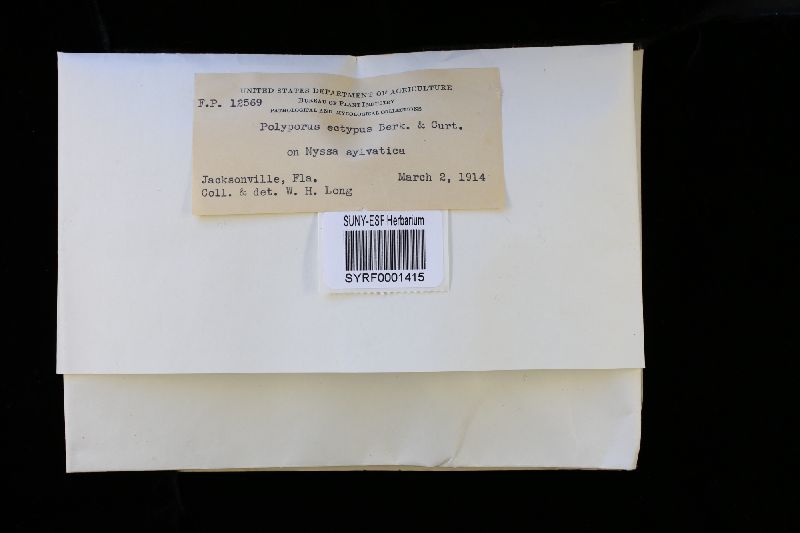 UNITED STATES DEPARTMENT OF AGRICULTURE
BUREAU OF PLANT INDUSTRY
PATHOLOGICAL AND MYCOLOGICAL COLLECTIONS
F.P. 12569
Polyporus ectypus Berk. & Curt.
on Nyssa sylvatica
Jacksonville, Fla. March 2, 1914
Coll. & det. W. H. Long
SUNY-ESF Herbarium
SYRF0001415